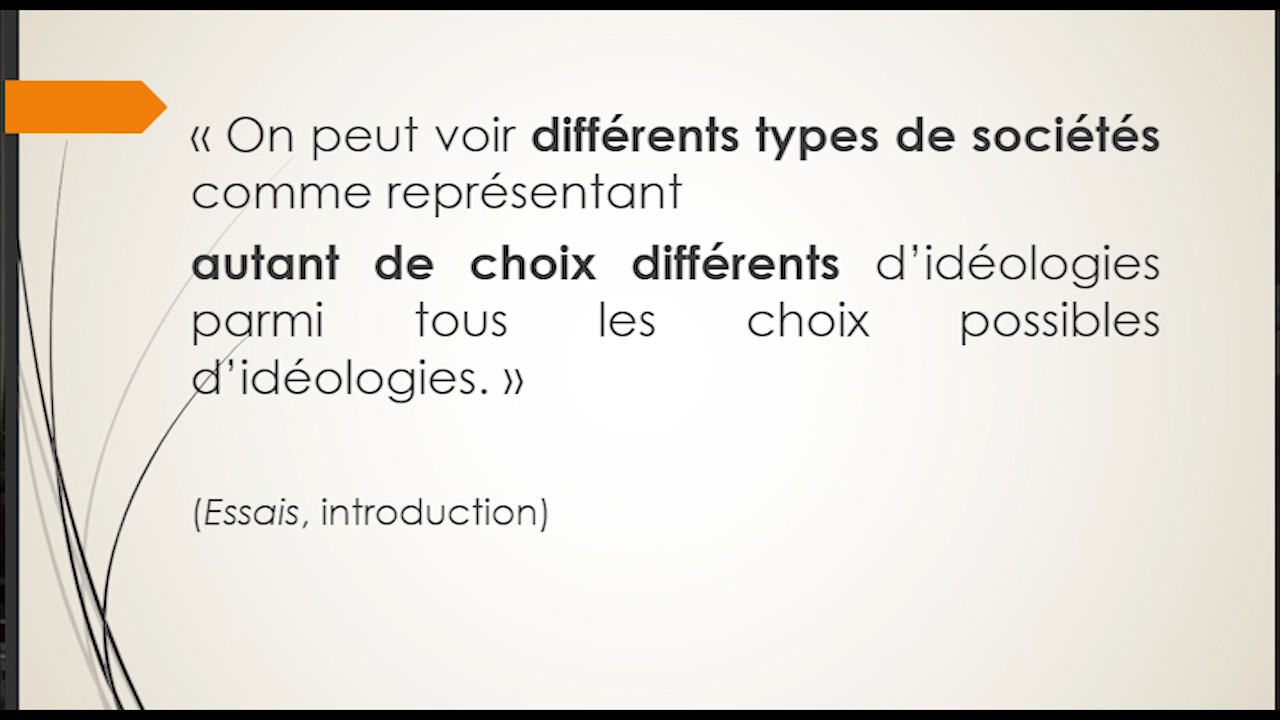 « On peut voir différents types de sociétés
comme représentant
autant de choix différents d’idéologies
parmi tous les choix possibles
d’idéologies. »
(Essais, introduction)